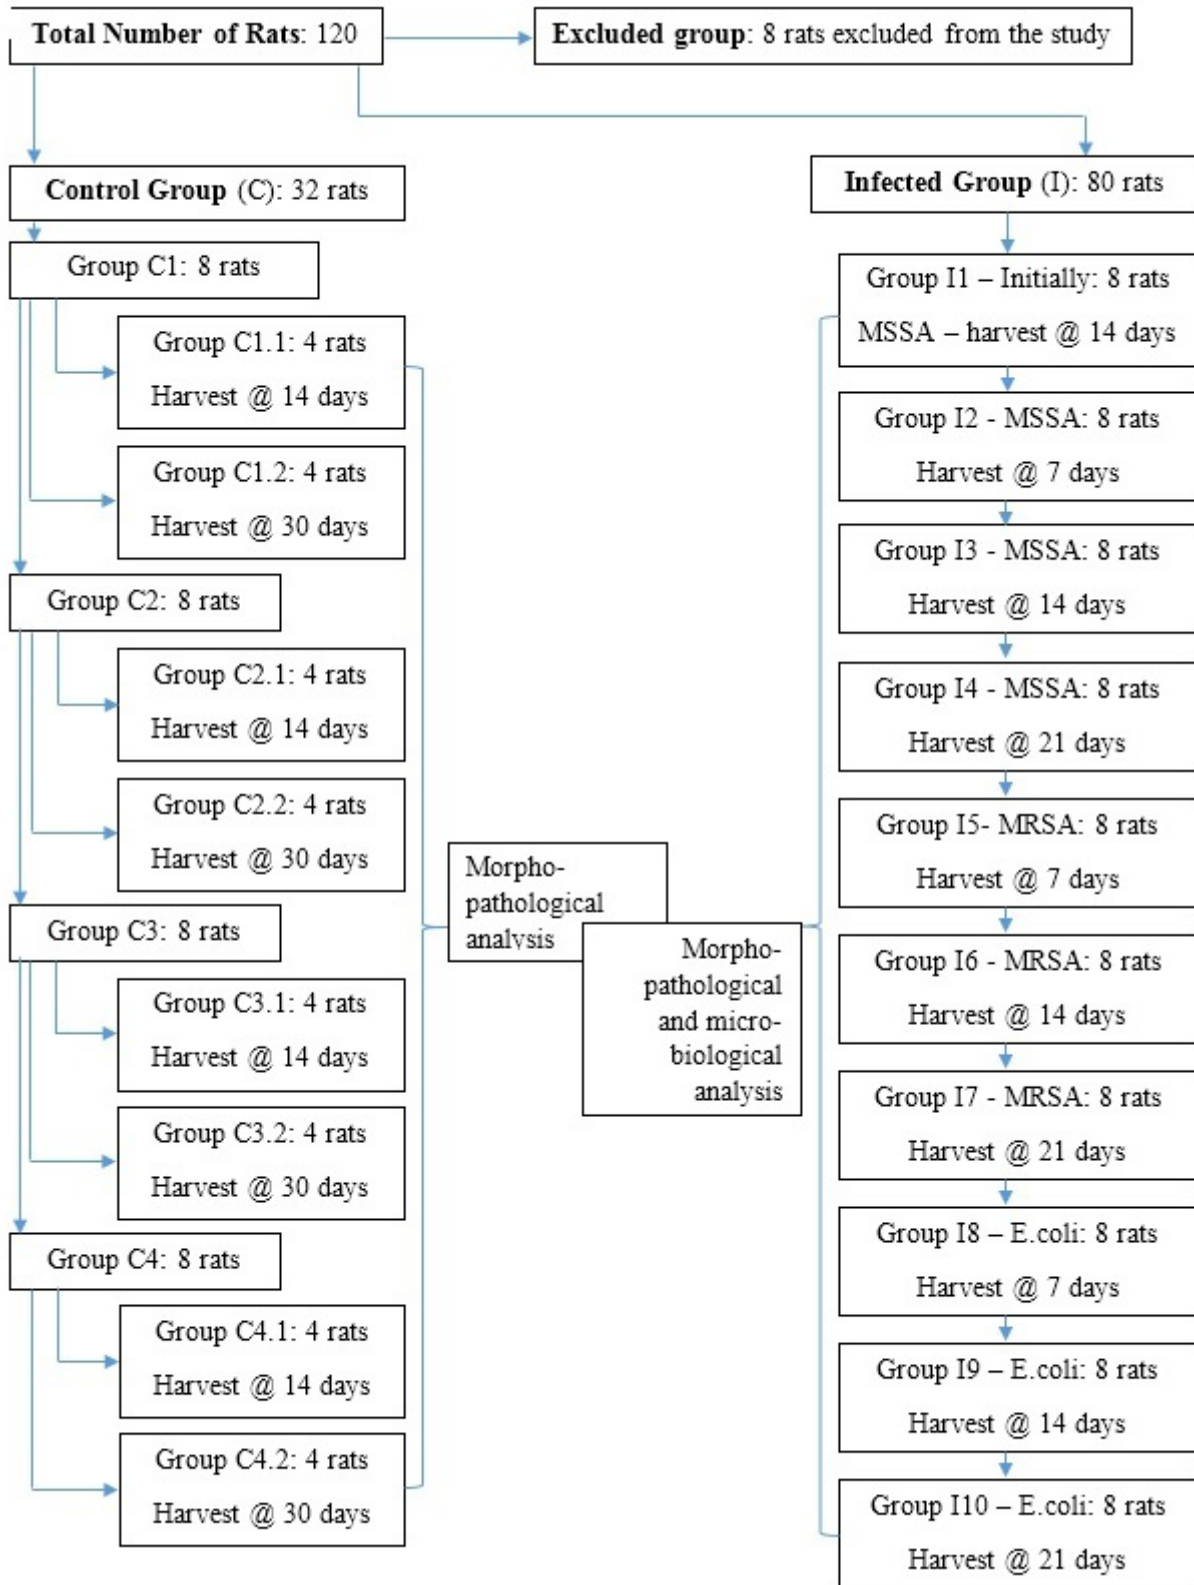 Total Number of Rats: 120
Excluded group: 8 rats excluded from the study
Control Group (C): 32 rats
Group C1: 8 rats
Group C1.1: 4 rats
Harvest @ 14 days
Group C1.2: 4 rats
Harvest @ 30 days
Group C2: 8 rats
Group C2.1: 4 rats
Harvest @ 14 days
Group C2.2: 4 rats
Harvest @ 30 days
Group C3: 8 rats
Group C3.1: 4 rats
Harvest @ 14 days
Group C3.2: 4 rats
Harvest @ 30 days
Group C4: 8 rats
Group C4.1: 4 rats
Harvest @ 14 days
Group C4.2: 4 rats
Harvest @ 30 days
Morpho-
pathological
analysis
Morpho-
pathological
and micro-
biological
analysis
Infected Group (I): 80 rats
Group I1 – Initially: 8 rats
MSSA – harvest @ 14 days
Group I2 - MSSA: 8 rats
Harvest @ 7 days
Group I3 - MSSA: 8 rats
Harvest @ 14 days
Group I4 - MSSA: 8 rats
Harvest @ 21 days
Group I5- MRSA: 8 rats
Harvest @ 7 days
Group I6 - MRSA: 8 rats
Harvest @ 14 days
Group I7 - MRSA: 8 rats
Harvest @ 21 days
Group I8 – E.coli: 8 rats
Harvest @ 7 days
Group I9 – E.coli: 8 rats
Harvest @ 14 days
Group I10 – E.coli: 8 rats
Harvest @ 21 days